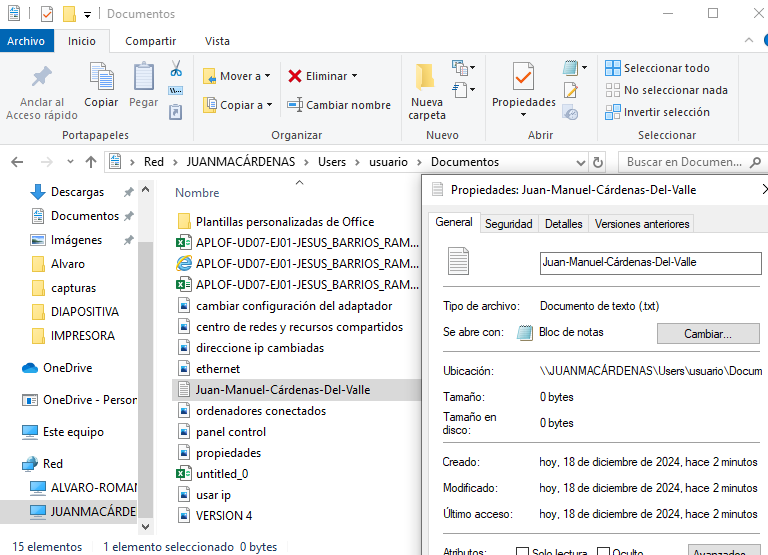 Documentos
Archivo Inicio Compartir Vista
Anclar al Acceso rápido
Copiar
Pegar
Portapapeles
Mover a
Copiar a
Eliminar
Cambiar nombre
Organizar
Nueva carpeta
Nuevo
Propiedades
Abrir
Seleccionar todo
No seleccionar nada
Invertir selección
Seleccionar
Red > JUANMACÁRDENAS > Users > usuario > Documentos
Buscar en Documen...
Descargas
Documentos
Imágenes
Alvaro
capturas
DIAPOSITIVA
IMPRESORA
OneDrive
OneDrive - Person
Este equipo
Red
ALVARO-ROMAN
JUANMACÁRDE
Nombre
Plantillas personalizadas de Office
APLOF-UD07-EJ01-JESUS_BARRIOS_RAM...
APLOF-UD07-EJ01-JESUS_BARRIOS_RAM...
APLOF-UD07-EJ01-JESUS_BARRIOS_RAM...
cambiar configuración del adaptador
centro de redes y recursos compartidos
direccione ip cambiadas
ethernet
Juan-Manuel-Cárdenas-Del-Valle
ordenadores conectados
panel control
propiedades
untitled_0
usar ip
VERSION 4
15 elementos
1 elemento seleccionado 0 bytes
Propiedades: Juan-Manuel-Cárdenas-Del-Valle
General Seguridad Detalles Versiones anteriores
Juan-Manuel-Cárdenas-Del-Valle
Tipo de archivo: Documento de texto (.txt)
Se abre con: Bloc de notas Cambiar...
Ubicación: \\JUANMACÁRDENAS\Users\usuario\Docum
Tamaño: 0 bytes
Tamaño en disco: 0 bytes
Creado: hoy, 18 de diciembre de 2024, hace 2 minutos
Modificado: hoy, 18 de diciembre de 2024, hace 2 minutos
Último acceso: hoy, 18 de diciembre de 2024, hace 2 minutos
Atributos: Solo lectura Oculto Avanzados...